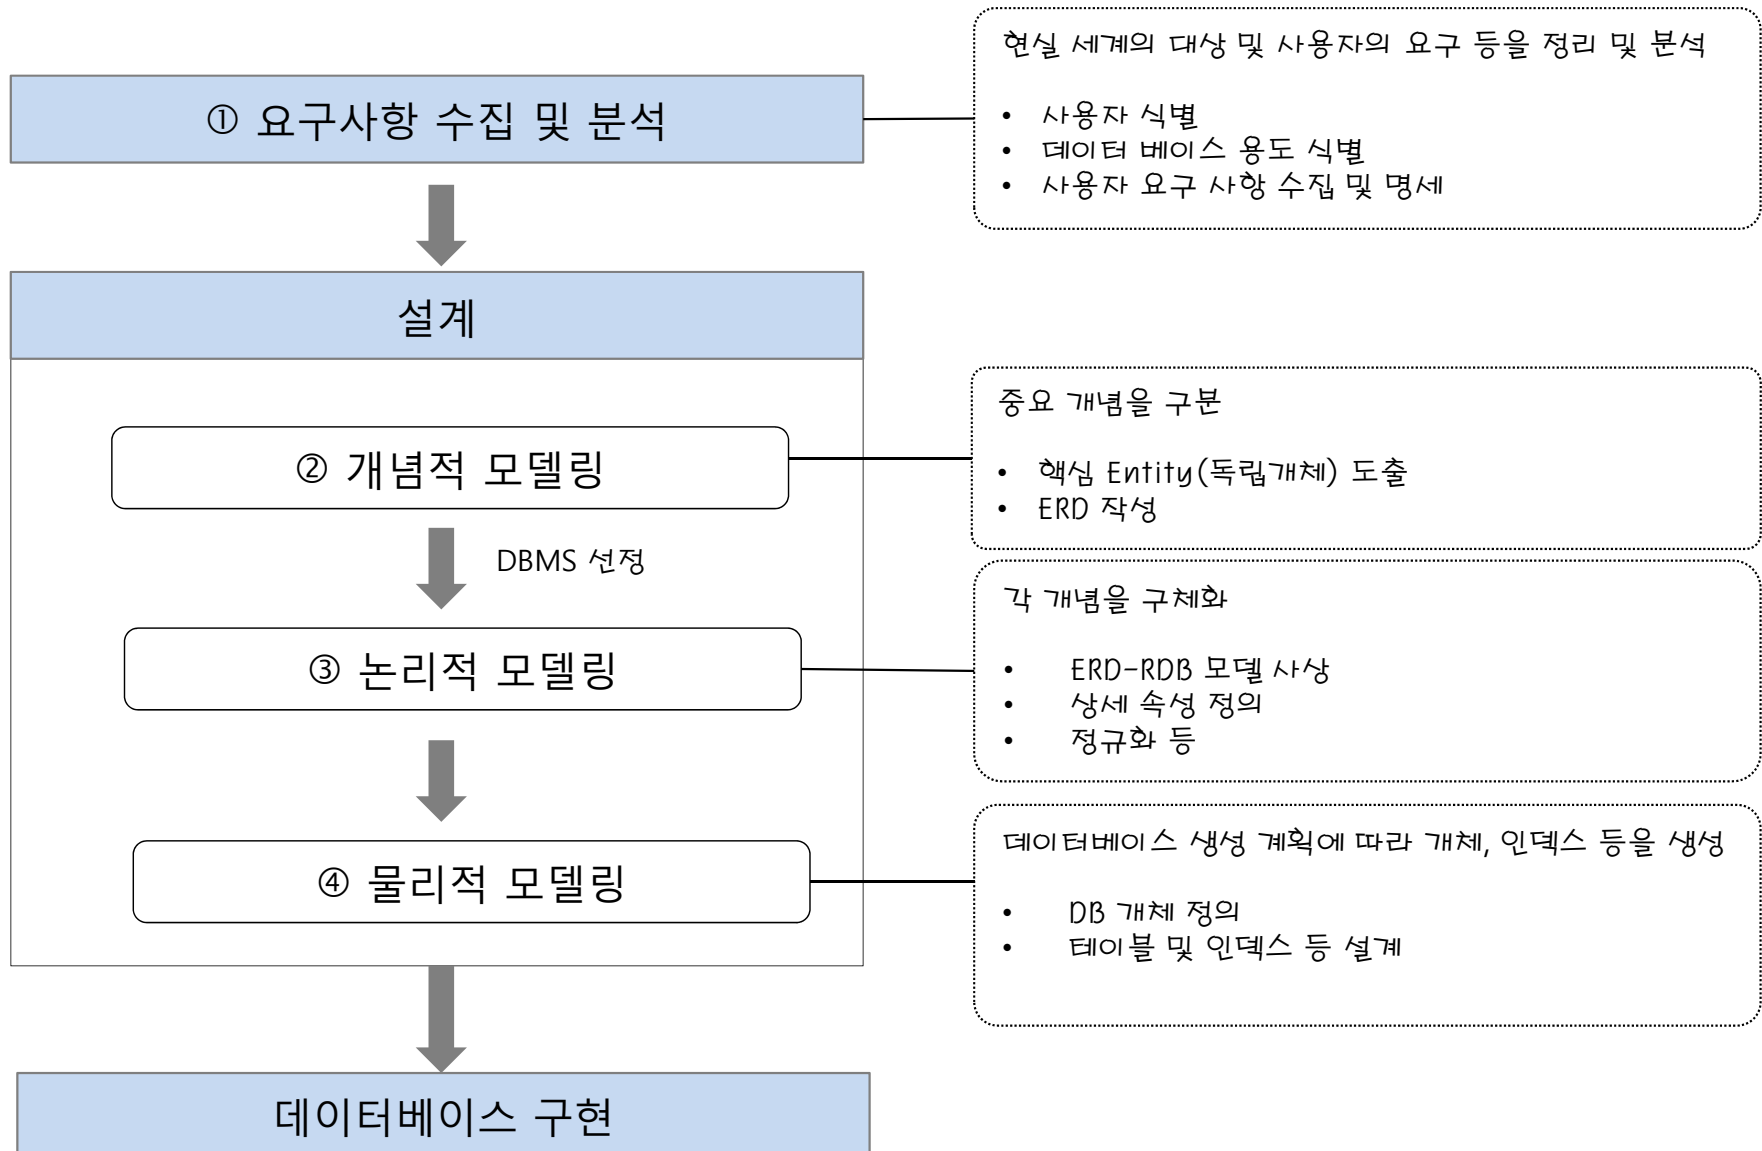 ① 요구사항 수집 및 분석
현실 세계의 대상 및 사용자의 요구 등을 정리 및 분석
• 사용자 식별
• 데이터 베이스 용도 식별
• 사용자 요구 사항 수집 및 명세
설계
② 개념적 모델링
중요 개념을 구분
• 핵심 Entity(독립개체) 도출
• ERD 작성
DBMS 선정
③ 논리적 모델링
각 개념을 구체화
• ERD-RDB 모델 사상
• 상세 속성 정의
• 정규화 등
④ 물리적 모델링
데이터베이스 생성 계획에 따라 개체, 인덱스 등을 생성
• DB 개체 정의
• 테이블 및 인덱스 등 설계
데이터베이스 구현